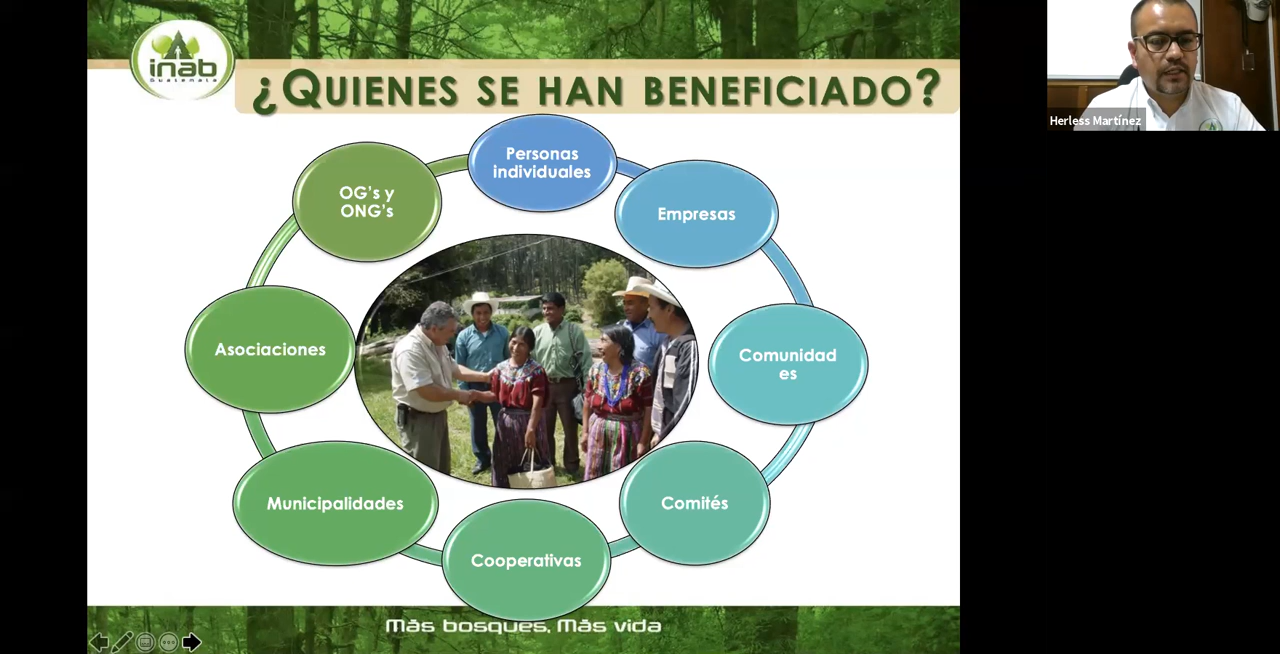 inab
Guatemala
¿QUIENES SE HAN BENEFICIADO?
Herless Martínez
Personas
individuales
Empresas
Comunidad
es
Comités
Cooperativas
Municipalidades
Asociaciones
OG's y
ONG's
Más bosques, Más vida